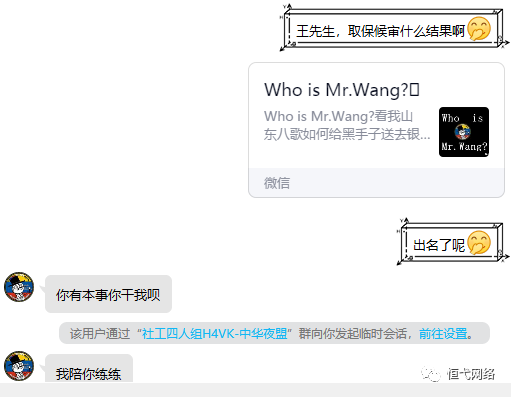 王先生，取保候审什么结果啊
Who is Mr.Wang?
Who is Mr.Wang?看我山
东八歌如何给黑手子送去银...
Who is
Mr.Wang?
微信
出名了呢
你有本事你干我呗
该用户通过“社工四人组H4VK-中华夜盟”群向你发起临时会话，前往设置。
我陪你练练
恒弋网络